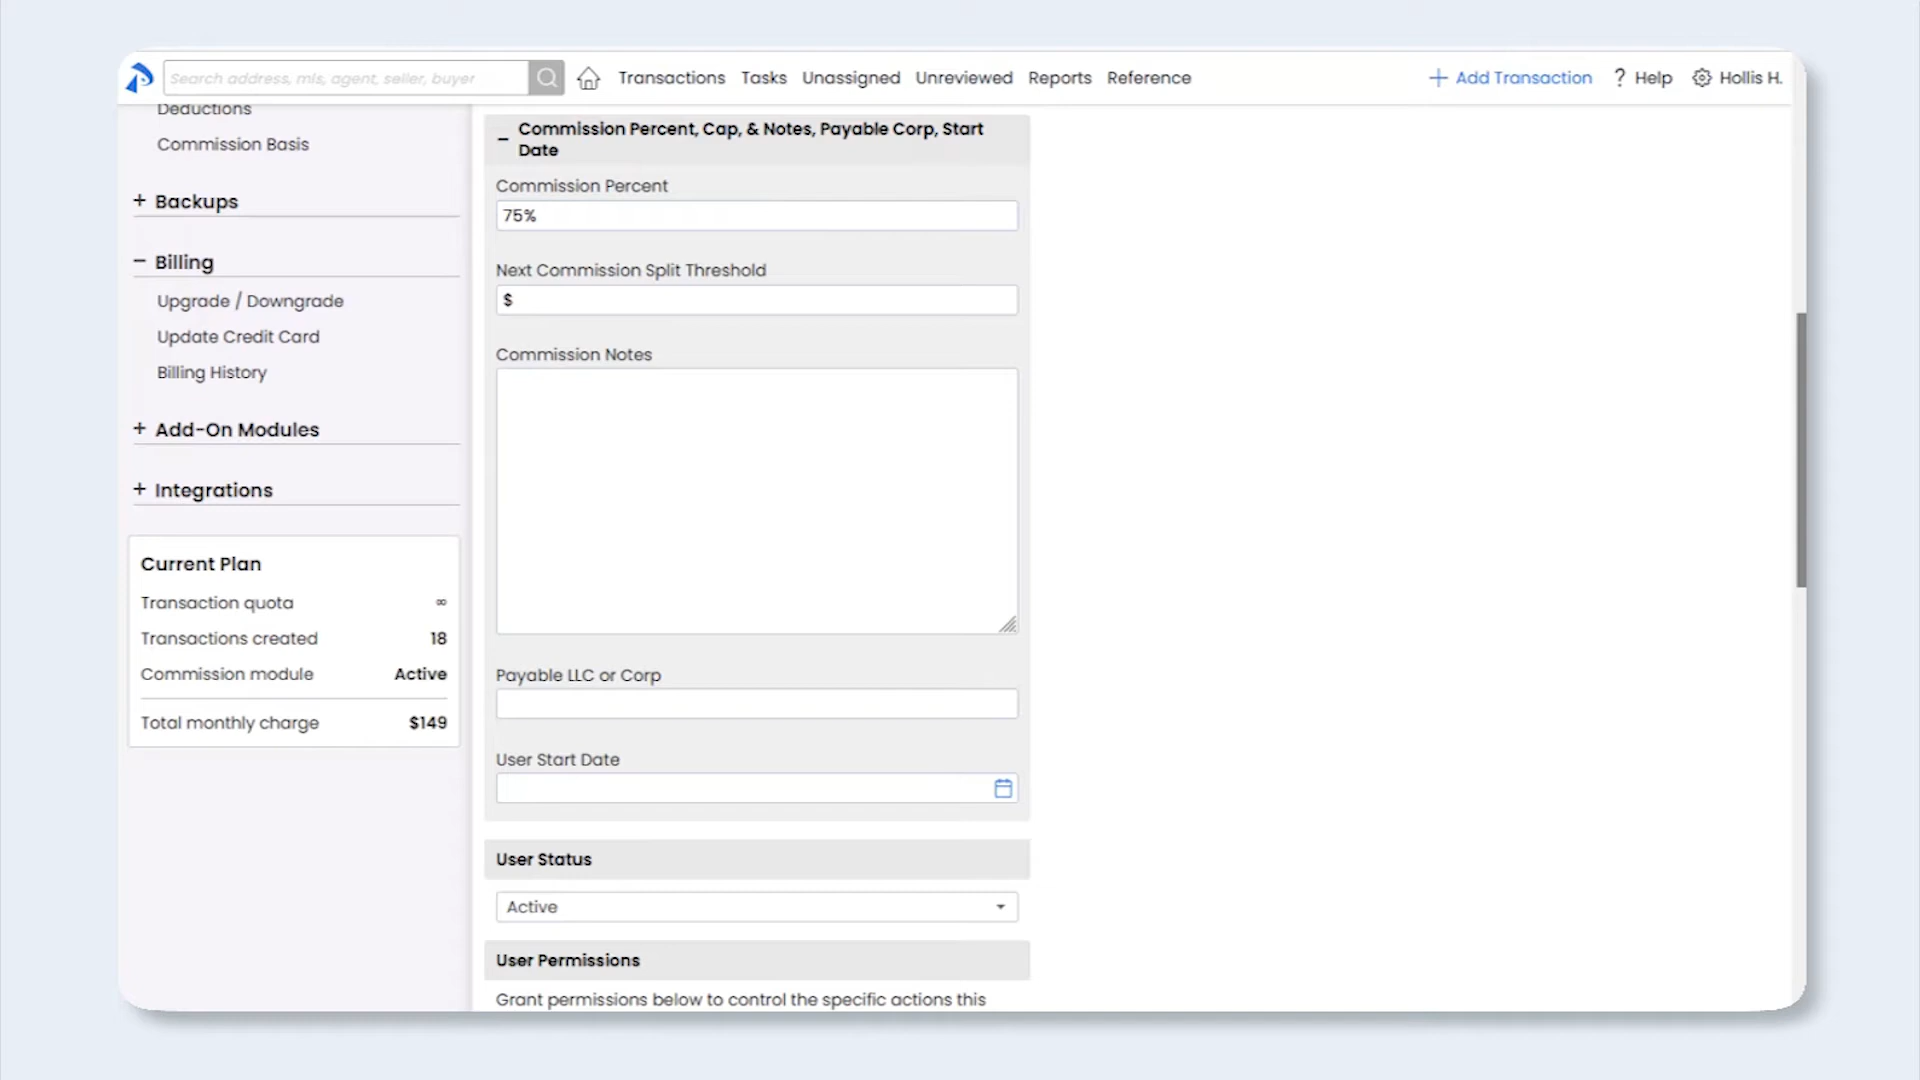 Search address, mls, agent, seller, buyer
Transactions
Tasks
Unassigned
Unreviewed
Reports
Reference
+ Add Transaction
? Help
Hollis H.
Deductions
Commission Basis
+ Backups
− Billing
Upgrade / Downgrade
Update Credit Card
Billing History
+ Add-On Modules
+ Integrations
Current Plan
Transaction quota ∞
Transactions created 18
Commission module Active
Total monthly charge $149
− Commission Percent, Cap, & Notes, Payable Corp, Start
Date
Commission Percent
75%
Next Commission Split Threshold
$
Commission Notes
Payable LLC or Corp
User Start Date
User Status
Active
User Permissions
Grant permissions below to control the specific actions this